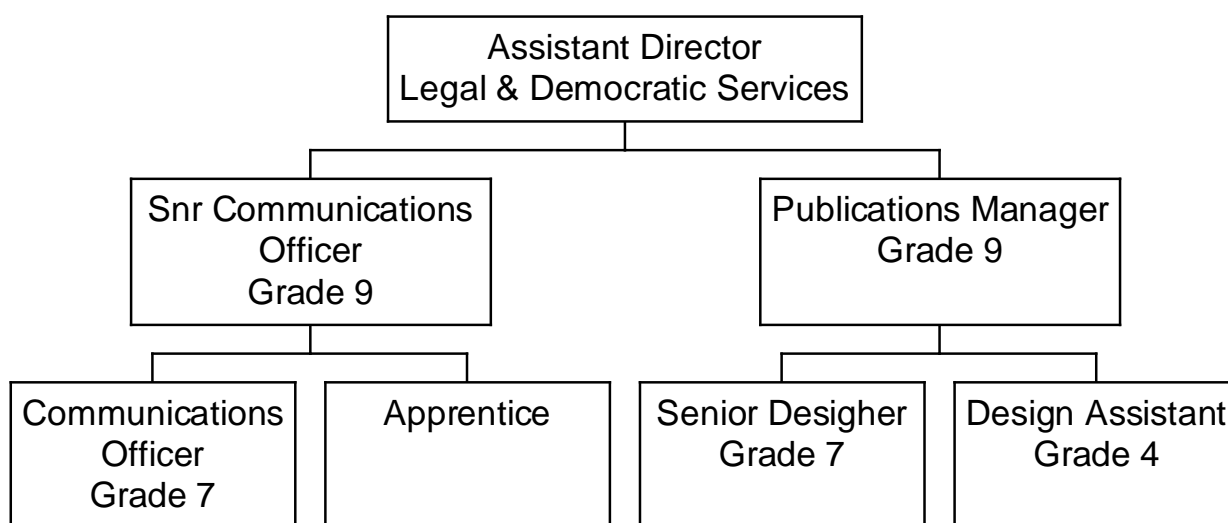 Assistant Director
Legal & Democratic Services
Snr Communications
Officer
Grade 9
Publications Manager
Grade 9
Communications
Officer
Grade 7
Apprentice
Senior Desigher
Grade 7
Design Assistant
Grade 4